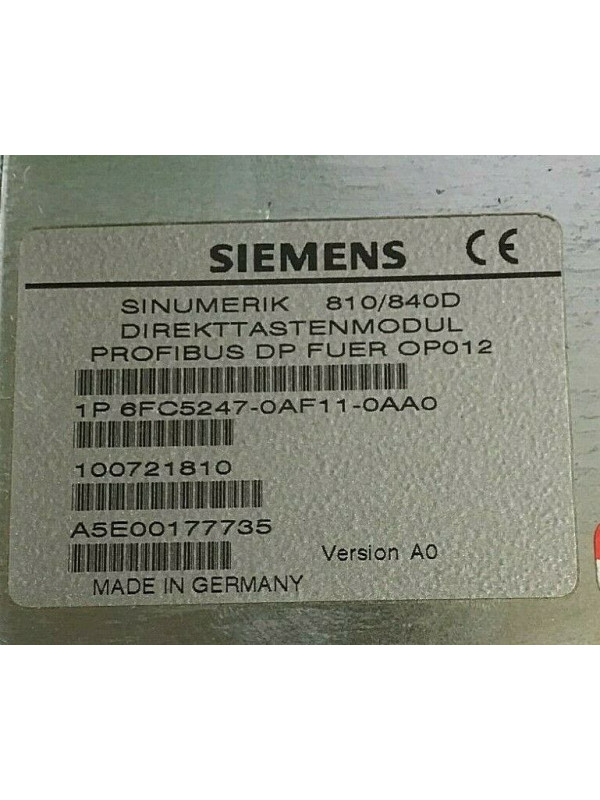 SIEMENS CE
SINUMERIK 810/840D
DIREKTTASTENMODUL
PROFIBUS DP FUER OP012
1P 6FC5247-0AF11-0AA0
100721810
A5E00177735
Version A0
MADE IN GERMANY